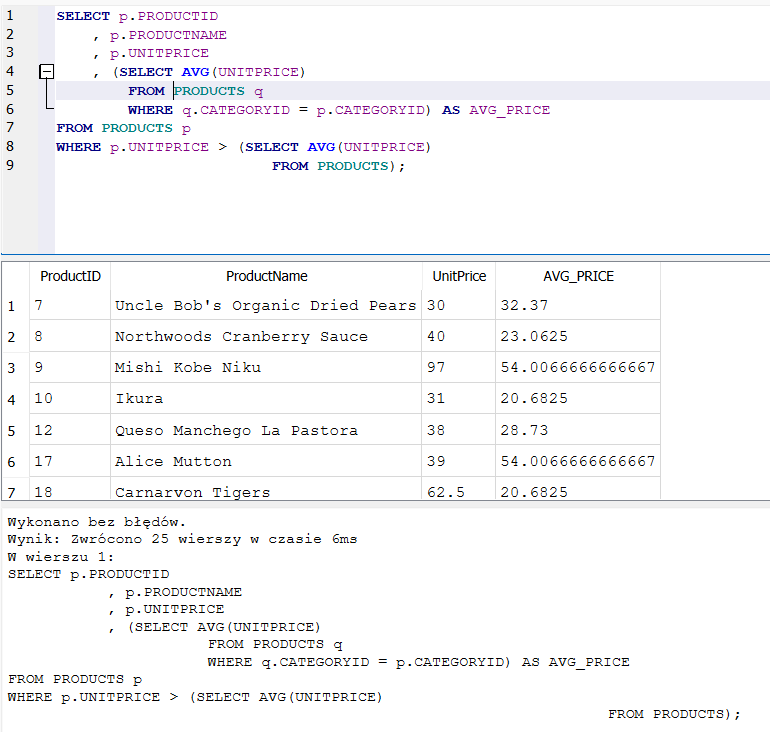 1 SELECT p.PRODUCTID
2 , p.PRODUCTNAME
3 , p.UNITPRICE
4 , (SELECT AVG(UNITPRICE)
5 FROM PRODUCTS q
6 WHERE q.CATEGORYID = p.CATEGORYID) AS AVG_PRICE
7 FROM PRODUCTS p
8 WHERE p.UNITPRICE > (SELECT AVG(UNITPRICE)
9 FROM PRODUCTS);
ProductID ProductName UnitPrice AVG_PRICE
1 7 Uncle Bob's Organic Dried Pears 30 32.37
2 8 Northwoods Cranberry Sauce 40 23.0625
3 9 Mishi Kobe Niku 97 54.0066666666667
4 10 Ikura 31 20.6825
5 12 Queso Manchego La Pastora 38 28.73
6 17 Alice Mutton 39 54.0066666666667
7 18 Carnarvon Tigers 62.5 20.6825
Wykonano bez błędów.
Wynik: Zwrócono 25 wierszy w czasie 6ms
W wierszu 1:
SELECT p.PRODUCTID
, p.PRODUCTNAME
, p.UNITPRICE
, (SELECT AVG(UNITPRICE)
FROM PRODUCTS q
WHERE q.CATEGORYID = p.CATEGORYID) AS AVG_PRICE
FROM PRODUCTS p
WHERE p.UNITPRICE > (SELECT AVG(UNITPRICE)
FROM PRODUCTS);